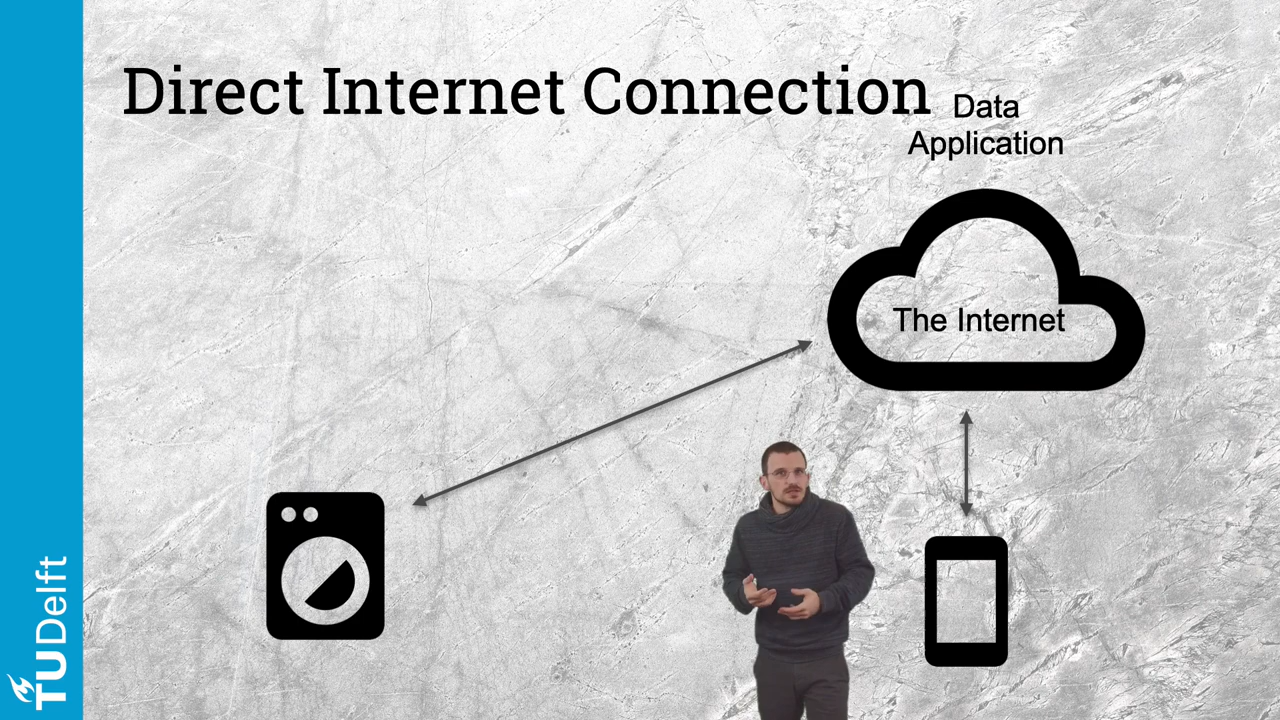 Direct Internet Connection
Data
Application
The Internet
TUDelft